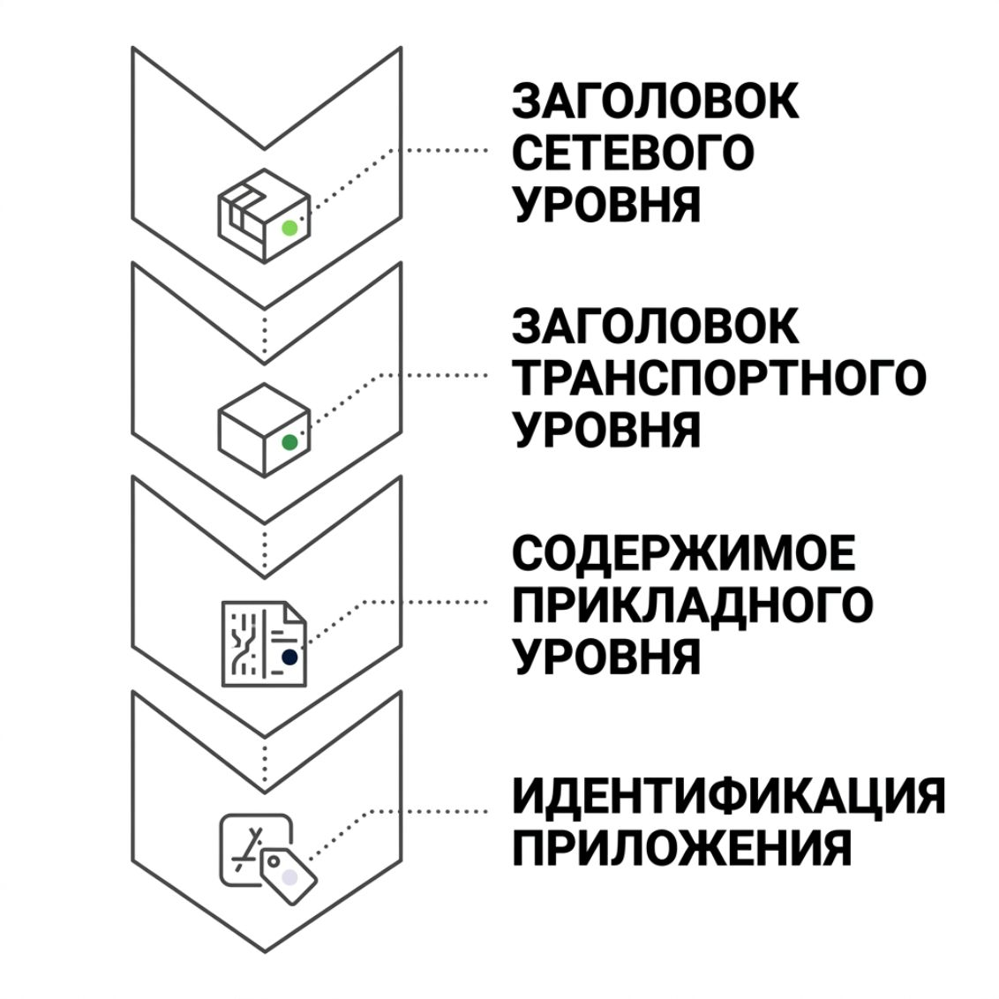 ЗАГОЛОВОК
СЕТЕВОГО
УРОВНЯ
ЗАГОЛОВОК
ТРАНСПОРТНОГО
УРОВНЯ
СОДЕРЖИМОЕ
ПРИКЛАДНОГО
УРОВНЯ
ИДЕНТИФИКАЦИЯ
ПРИЛОЖЕНИЯ